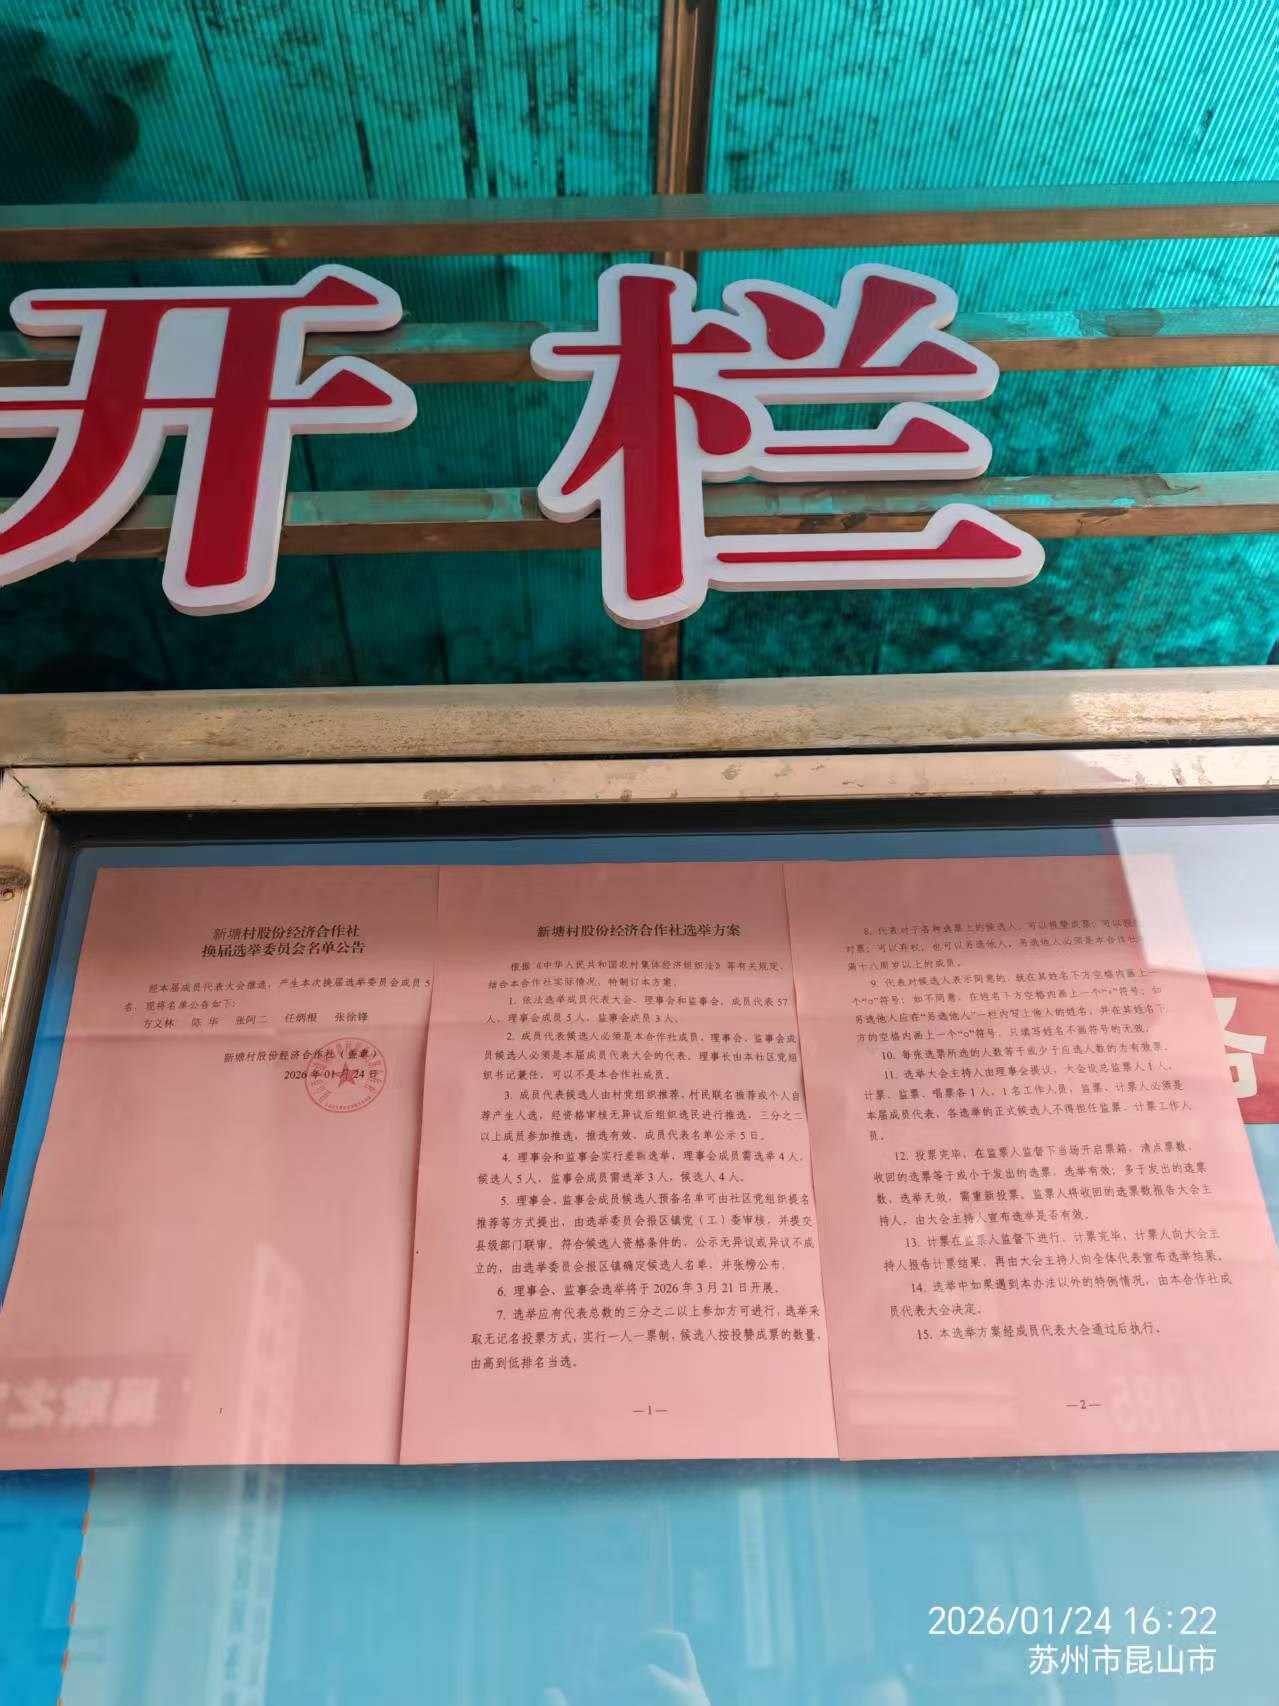 开栏
新塘村股份经济合作社
换届选举委员会名单公告
经本届成员代表大会推选，产生本次换届选举委员会成员5
名，现将名单公告如下：
方义林 陈华 张阿二 任炳根 张徐锋
新塘村股份经济合作社（盖章）
2026年01月24日
1
新塘村股份经济合作社选举方案
根据《中华人民共和国农村集体经济组织法》等有关规定，
结合本合作社实际情况，特制订本方案。
1. 依法选举成员代表大会、理事会和监事会，成员代表57
人，理事会成员5人，监事会成员3人。
2. 成员代表候选人必须是本合作社成员，理事会、监事会成
员候选人必须是本届成员代表大会的代表，理事长由本社区党组
织书记兼任，可以不是本合作社成员。
3. 成员代表候选人由村党组织推荐、村民联名推荐或个人自
荐产生人选，经资格审核无异议后组织选民进行推选，三分之二
以上成员参加推选，推选有效，成员代表名单公示5日。
4. 理事会和监事会实行差额选举，理事会成员需选举4人，
候选人5人，监事会成员需选举3人，候选人4人。
5. 理事会、监事会成员候选人预备名单可由社区党组织提名
推荐等方式提出，由选举委员会报区镇党（工）委审核，并提交
县级部门联审。符合候选人资格条件的，公示无异议或异议不成
立的，由选举委员会报区镇确定候选人名单，并张榜公布。
6. 理事会、监事会选举将于2026年3月21日开展。
7. 选举应有代表总数的三分之二以上参加方可进行，选举采
取无记名投票方式，实行一人一票制，候选人按投赞成票的数量，
由高到低排名当选。
—1—
8. 代表对于各种选票上的候选人，可以投赞成票；可以投
对票；可以弃权；也可以另选他人，另选他人必须是本合作社
满十八周岁以上的成员。
9. 代表对候选人表示同意的，就在其姓名下方空格内画上一
个“o”符号；如不同意，在姓名下方空格内画上一个“×”符号；如
另选他人应在“另选他人”一栏内写上他人的姓名，并在其姓名下
方的空格内画上一个“o”符号，只填写姓名不画符号的无效。
10. 每张选票所选的人数等于或少于应选人数的为有效票。
11. 选举大会主持人由理事会提议，大会设总监票人1人，
计票、监票、唱票各1人，1名工作人员，监票、计票人必须是
本届成员代表，各选举的正式候选人不得担任监票、计票工作人
员。
12. 投票完毕，在监票人监督下当场开启票箱，清点票数，
收回的选票等于或小于发出的选票，选举有效；多于发出的选票
数，选举无效，需重新投票。监票人将收回的选票数报告大会主
持人，由大会主持人宣布选举是否有效。
13. 计票在监票人监督下进行。计票完毕，计票人向大会主
持人报告计票结果，再由大会主持人向全体代表宣布选举结果。
14. 选举中如果遇到本办法以外的特例情况，由本合作社成
员代表大会决定。
15. 本选举方案经成员代表大会通过后执行。
—2—
2026/01/24 16:22
苏州市昆山市